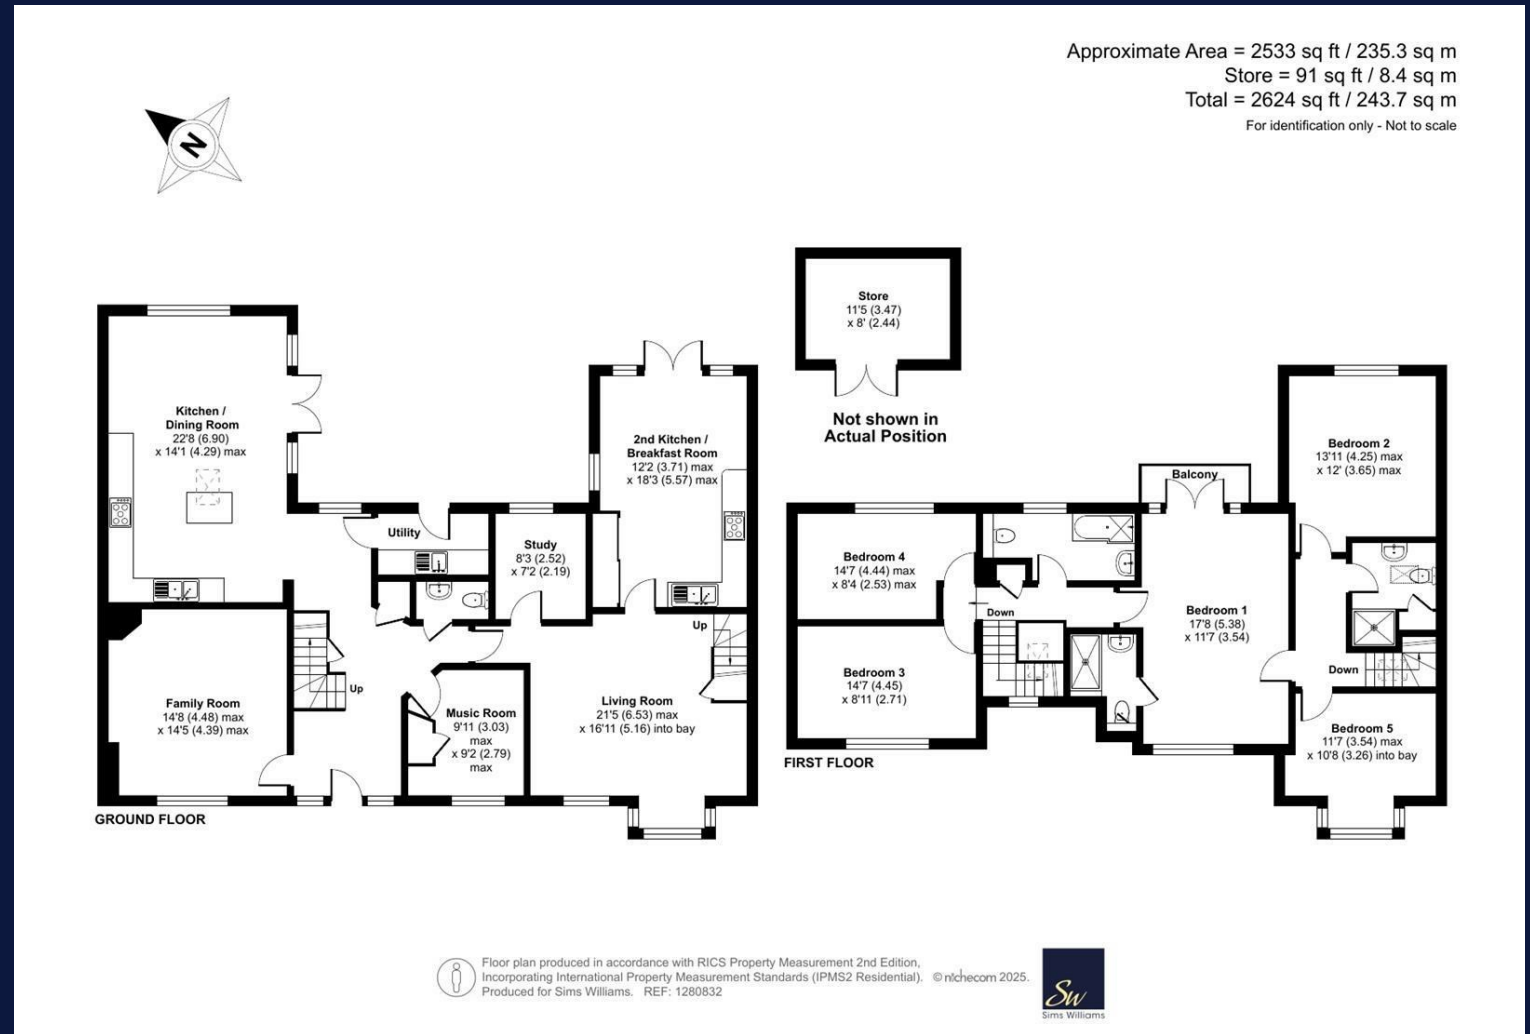 Approximate Area = 2533 sq ft / 235.3 sq m
Store = 91 sq ft / 8.4 sq m
Total = 2624 sq ft / 243.7 sq m
For identification only - Not to scale
N
Store
11'5 (3.47)
x 8' (2.44)
Not shown in
Actual Position
Kitchen /
Dining Room
22'8 (6.90)
x 14'1 (4.29) max
2nd Kitchen /
Breakfast Room
12'2 (3.71) max
x 18'3 (5.57) max
Utility
Study
8'3 (2.52)
x 7'2 (2.19)
Up
Family Room
14'8 (4.48) max
x 14'5 (4.39) max
Up
Music Room
9'11 (3.03)
max
x 9'2 (2.79)
max
Living Room
21'5 (6.53) max
x 16'11 (5.16) into bay
GROUND FLOOR
Balcony
Bedroom 2
13'11 (4.25) max
x 12' (3.65) max
Bedroom 4
14'7 (4.44) max
x 8'4 (2.53) max
Down
Bedroom 1
17'8 (5.38)
x 11'7 (3.54)
Bedroom 3
14'7 (4.45)
x 8'11 (2.71)
Down
Bedroom 5
11'7 (3.54) max
x 10'8 (3.26) into bay
FIRST FLOOR
Floor plan produced in accordance with RICS Property Measurement 2nd Edition,
Incorporating International Property Measurement Standards (IPMS2 Residential). © nichecom 2025.
Produced for Sims Williams. REF: 1280832
Sw
Sims Williams